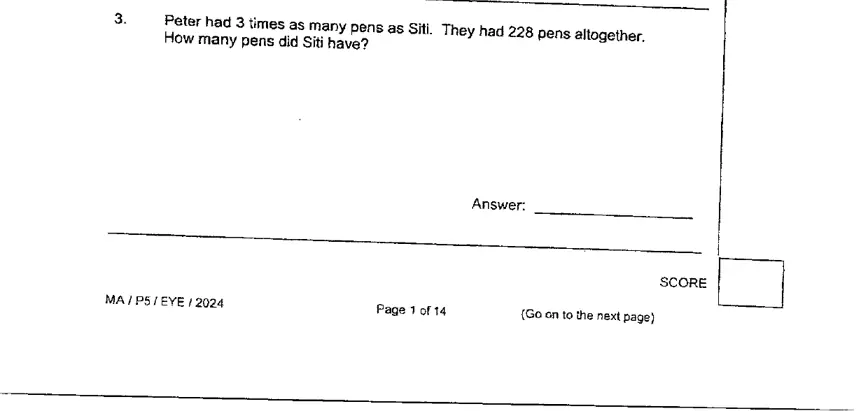 3. Peter had 3 times as many pens as Siti. They had 228 pens altogether.
How many pens did Siti have?
Answer:
SCORE
MA / P5 / EYE / 2024
Page 1 of 14
(Go on to the next page)